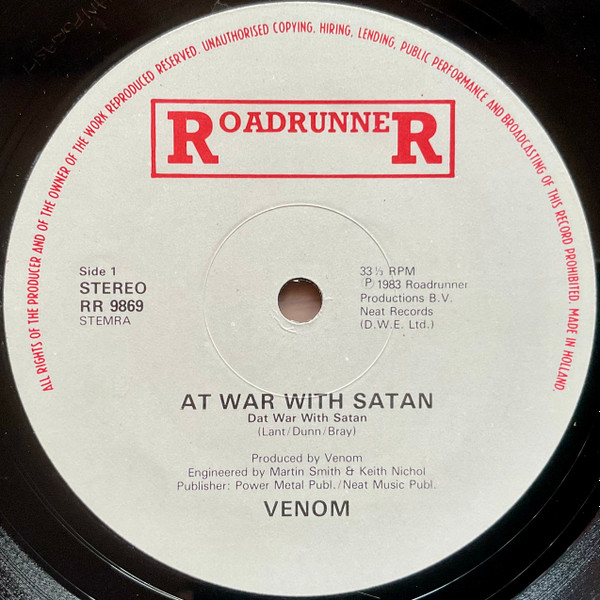 ALL RIGHTS OF THE PRODUCER AND OF THE OWNER OF THE WORK REPRODUCED RESERVED. UNAUTHORISED COPYING, HIRING, LENDING, PUBLIC PERFORMANCE AND BROADCASTING OF THIS RECORD PROHIBITED. MADE IN HOLLAND.
ROADRUNNER
Side 1
STEREO
RR 9869
STEMRA
33⅓ RPM
Ⓟ 1983 Roadrunner
Productions B.V.
Neat Records
(D.W.E. Ltd.)
AT WAR WITH SATAN
Dat War With Satan
(Lant/Dunn/Bray)
Produced by Venom
Engineered by Martin Smith & Keith Nichol
Publisher: Power Metal Publ./Neat Music Publ.
VENOM